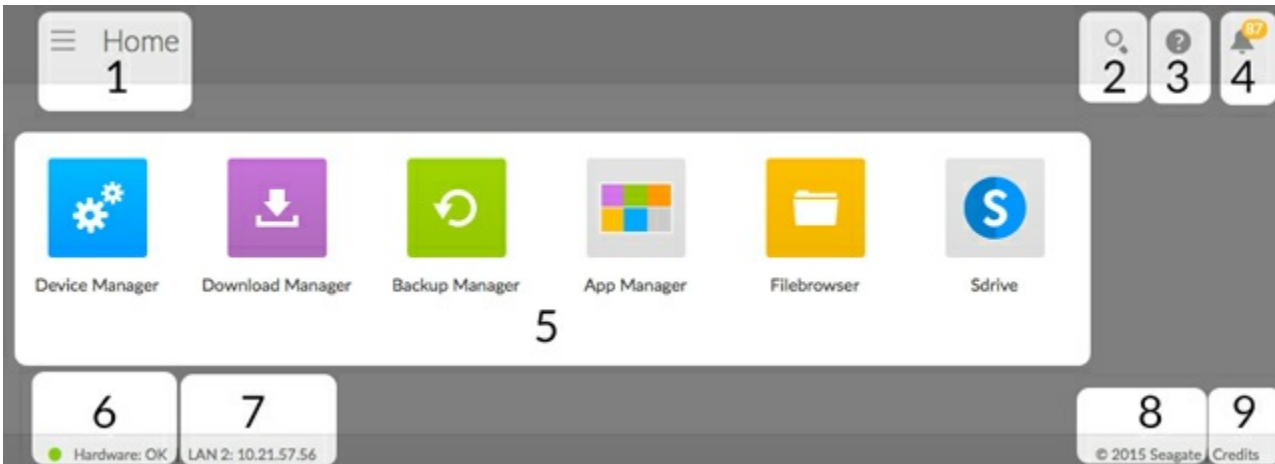 Home
1
2
3
87
4
S
Device Manager
Download Manager
Backup Manager
App Manager
Filebrowser
Sdrive
5
6
7
8
9
Hardware: OK
LAN 2: 10.21.57.56
© 2015 Seagate
Credits